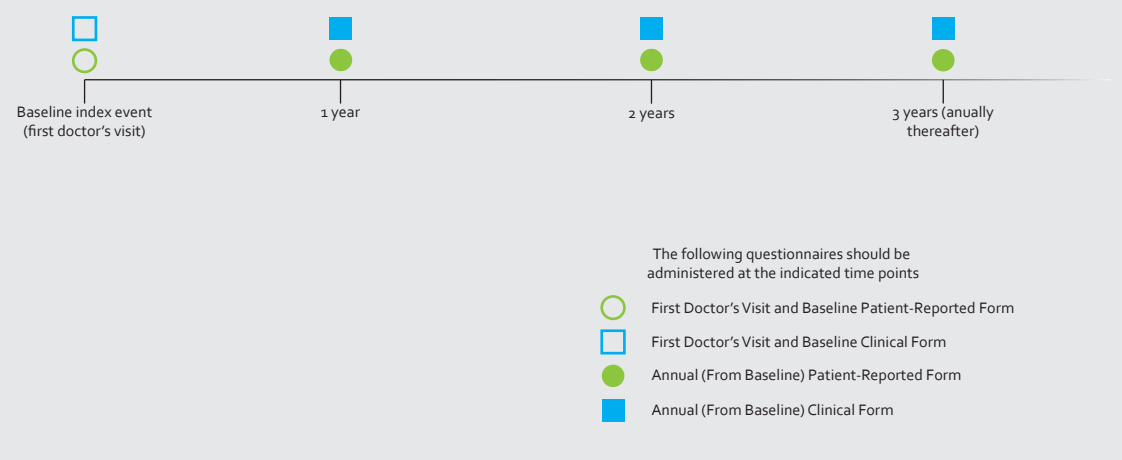 Baseline index event
(first doctor's visit)
1 year
2 years
3 years (anually
thereafter)
The following questionnaires should be
administered at the indicated time points
First Doctor's Visit and Baseline Patient-Reported Form
First Doctor's Visit and Baseline Clinical Form
Annual (From Baseline) Patient-Reported Form
Annual (From Baseline) Clinical Form